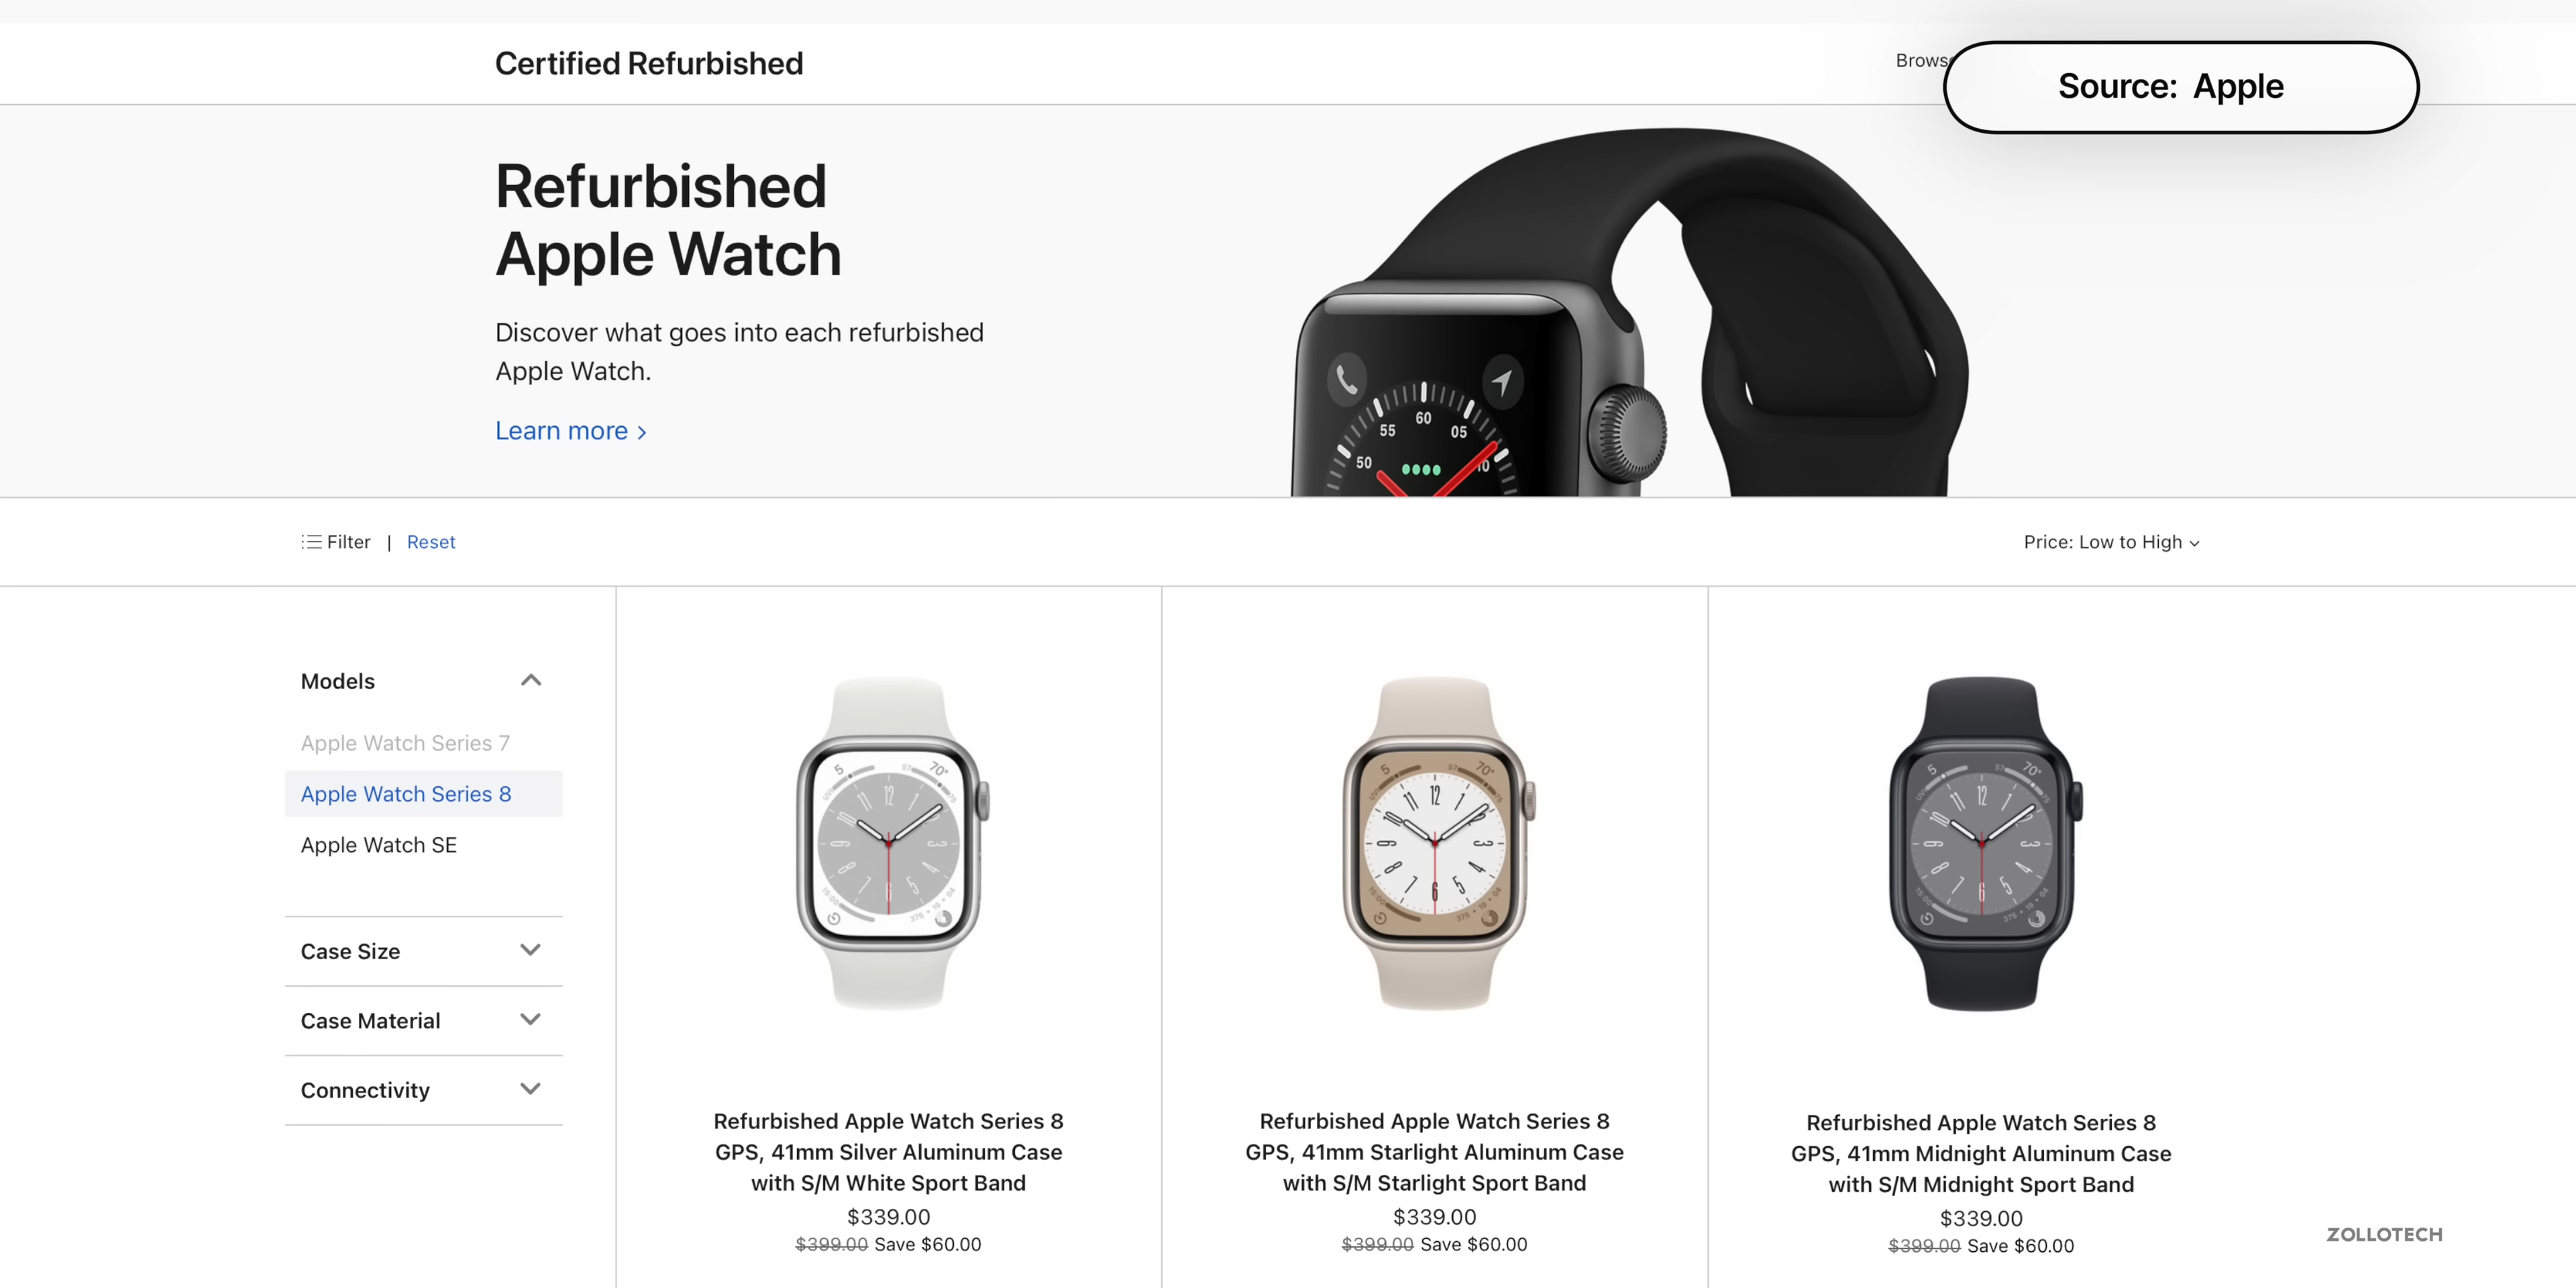 Certified Refurbished
Source: Apple
Refurbished
Apple Watch
Discover what goes into each refurbished
Apple Watch.
Learn more >
60
55
05
50
Filter | Reset
Price: Low to High
Models
Apple Watch Series 7
Apple Watch Series 8
Apple Watch SE
Case Size
Case Material
Connectivity
Refurbished Apple Watch Series 8
GPS, 41mm Silver Aluminum Case
with S/M White Sport Band
$339.00
$399.00 Save $60.00
Refurbished Apple Watch Series 8
GPS, 41mm Starlight Aluminum Case
with S/M Starlight Sport Band
$339.00
$399.00 Save $60.00
Refurbished Apple Watch Series 8
GPS, 41mm Midnight Aluminum Case
with S/M Midnight Sport Band
$339.00
$399.00 Save $60.00
ZOLLOTECH